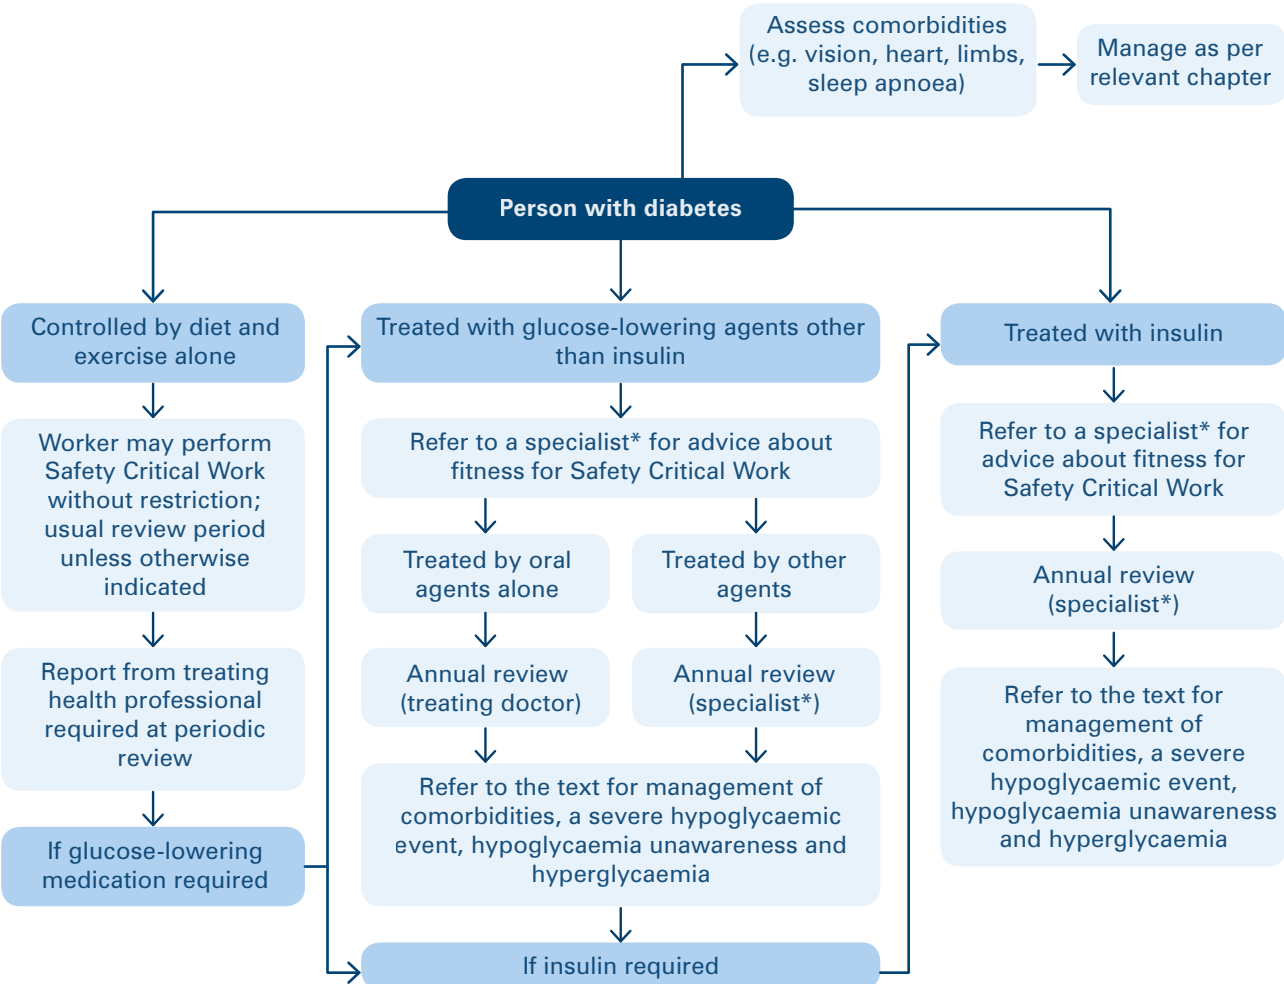 Assess comorbidities
(e.g. vision, heart, limbs,
sleep apnoea)
Manage as per
relevant chapter
Person with diabetes
Controlled by diet and
exercise alone
Worker may perform
Safety Critical Work
without restriction;
usual review period
unless otherwise
indicated
Report from treating
health professional
required at periodic
review
If glucose-lowering
medication required
Treated with glucose-lowering agents other
than insulin
Refer to a specialist* for advice about
fitness for Safety Critical Work
Treated by oral
agents alone
Annual review
(treating doctor)
Treated by other
agents
Annual review
(specialist*)
Refer to the text for management of
comorbidities, a severe hypoglycaemic
event, hypoglycaemia unawareness and
hyperglycaemia
If insulin required
Treated with insulin
Refer to a specialist* for
advice about fitness for
Safety Critical Work
Annual review
(specialist*)
Refer to the text for
management of
comorbidities, a severe
hypoglycaemic event,
hypoglycaemia unawareness
and hyperglycaemia